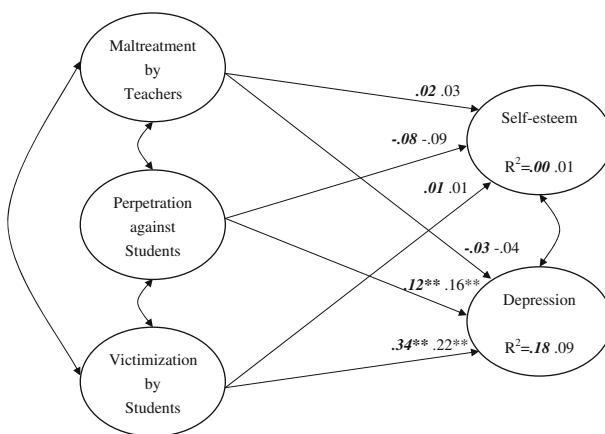 Maltreatment
by
Teachers
.02 .03
Self-esteem
R²=.00 .01
-.08 -.09
.01 .01
Perpetration
against
Students
-.03 -.04
.12** .16**
Depression
R²=.18 .09
.34** .22**
Victimization
by
Students